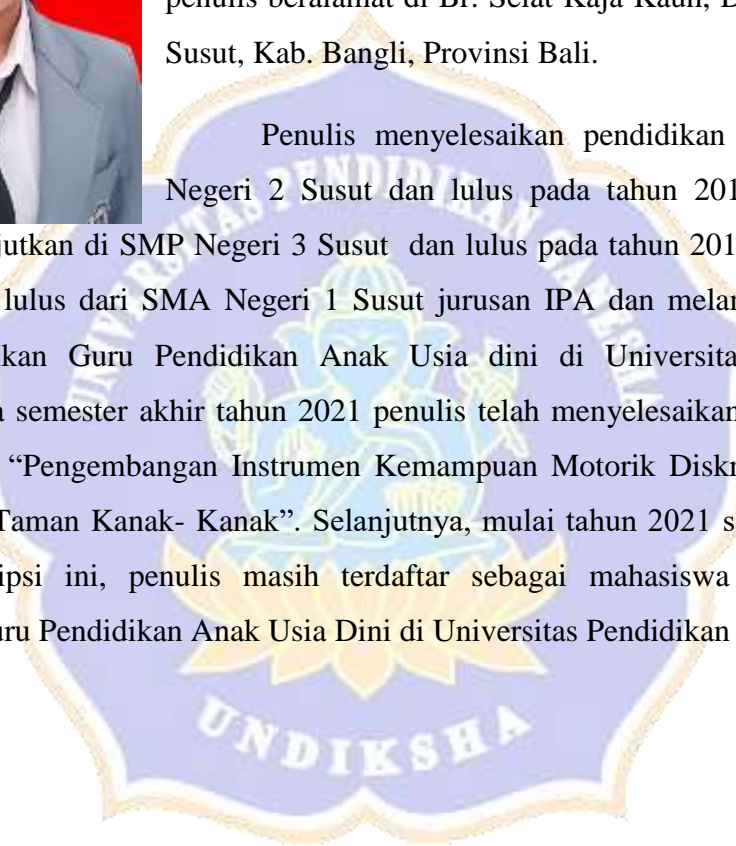 penulis beralamat di Br. Selat Kaja Kauh,
Susut, Kab. Bangli, Provinsi Bali.
Penulis menyelesaikan pendidikan
Negeri 2 Susut dan lulus pada tahun 201
jutkan di SMP Negeri 3 Susut dan lulus pada tahun 201
lulus dari SMA Negeri 1 Susut jurusan IPA dan melan
kan Guru Pendidikan Anak Usia dini di Universita
semester akhir tahun 2021 penulis telah menyelesaikan
“Pengembangan Instrumen Kemampuan Motorik Diskr
Taman Kanak- Kanak”. Selanjutnya, mulai tahun 2021 s
ipsi ini, penulis masih terdaftar sebagai mahasiswa
uru Pendidikan Anak Usia Dini di Universitas Pendidikan
UNIVERSITAS PENDIDIKAN GANESHA
UNDIKSHA